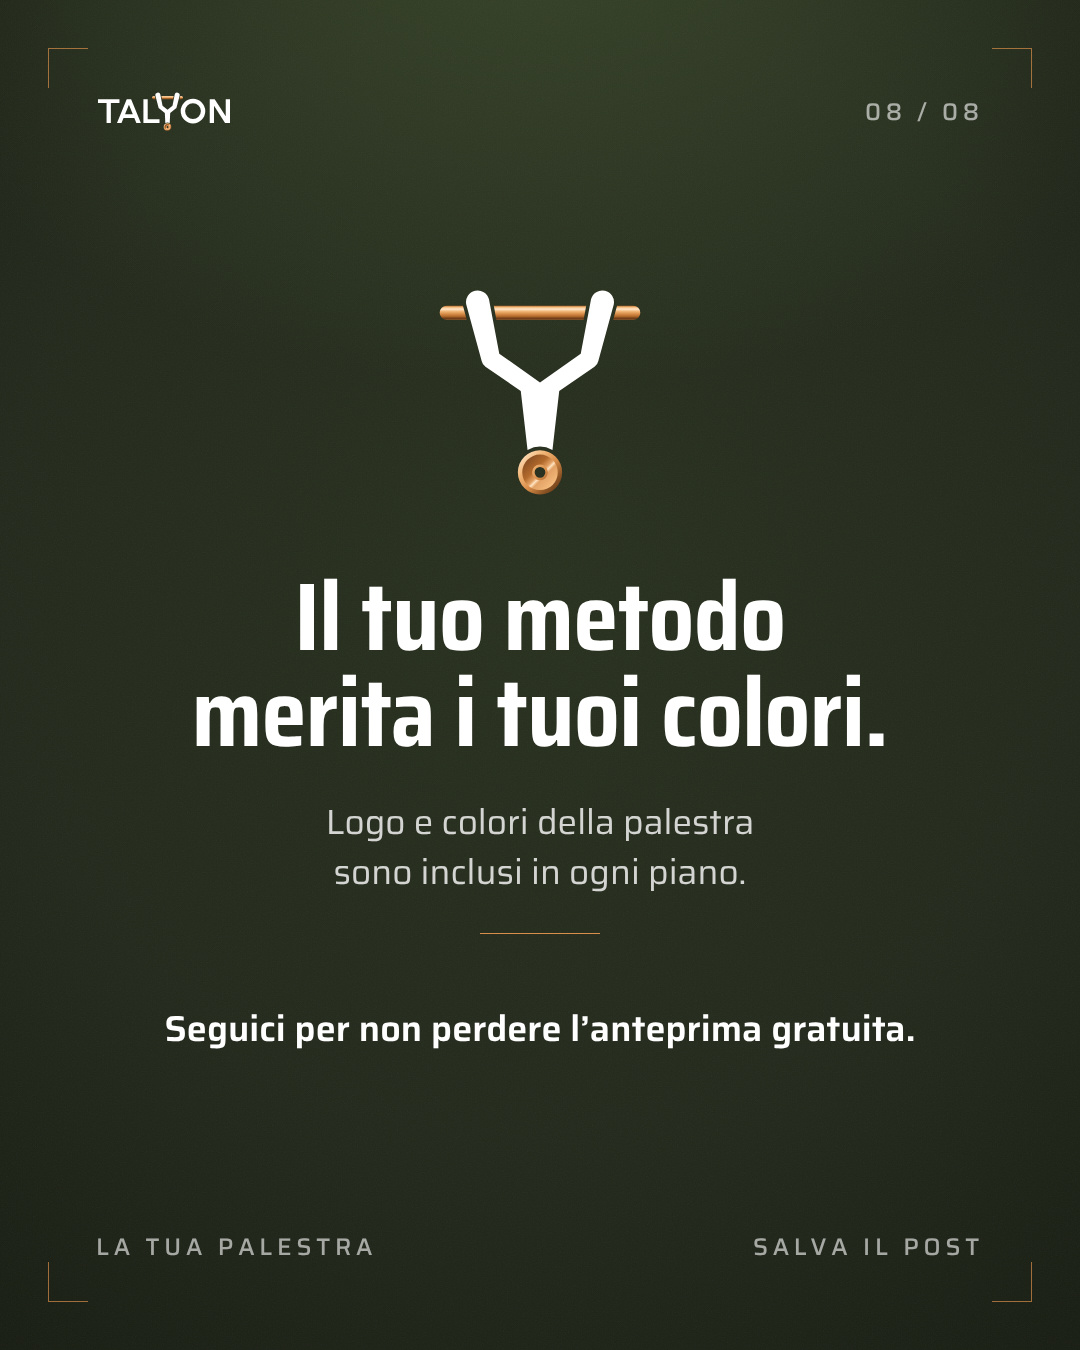 TALYON
08 / 08
Il tuo metodo
merita i tuoi colori.
Logo e colori della palestra
sono inclusi in ogni piano.
Seguici per non perdere l’anteprima gratuita.
LA TUA PALESTRA
SALVA IL POST